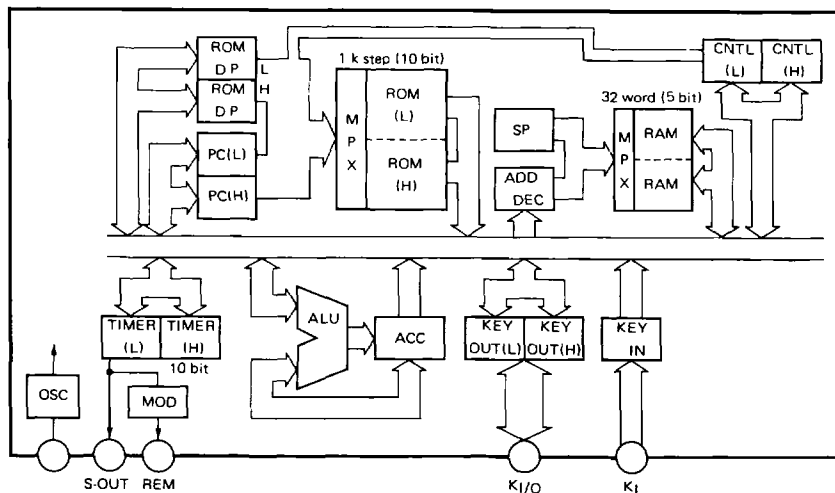 ROM
DP
L
H
ROM
DP
PC(L)
PC(H)
1 k step (10 bit)
M
P
X
ROM
(L)
ROM
(H)
SP
ADD
DEC
32 word (5 bit)
M
P
X
RAM
RAM
CNTL
(L)
CNTL
(H)
TIMER
(L)
TIMER
(H)
10 bit
ALU
ACC
KEY
OUT(L)
KEY
OUT(H)
KEY
IN
OSC
MOD
S-OUT
REM
KI/O
KI